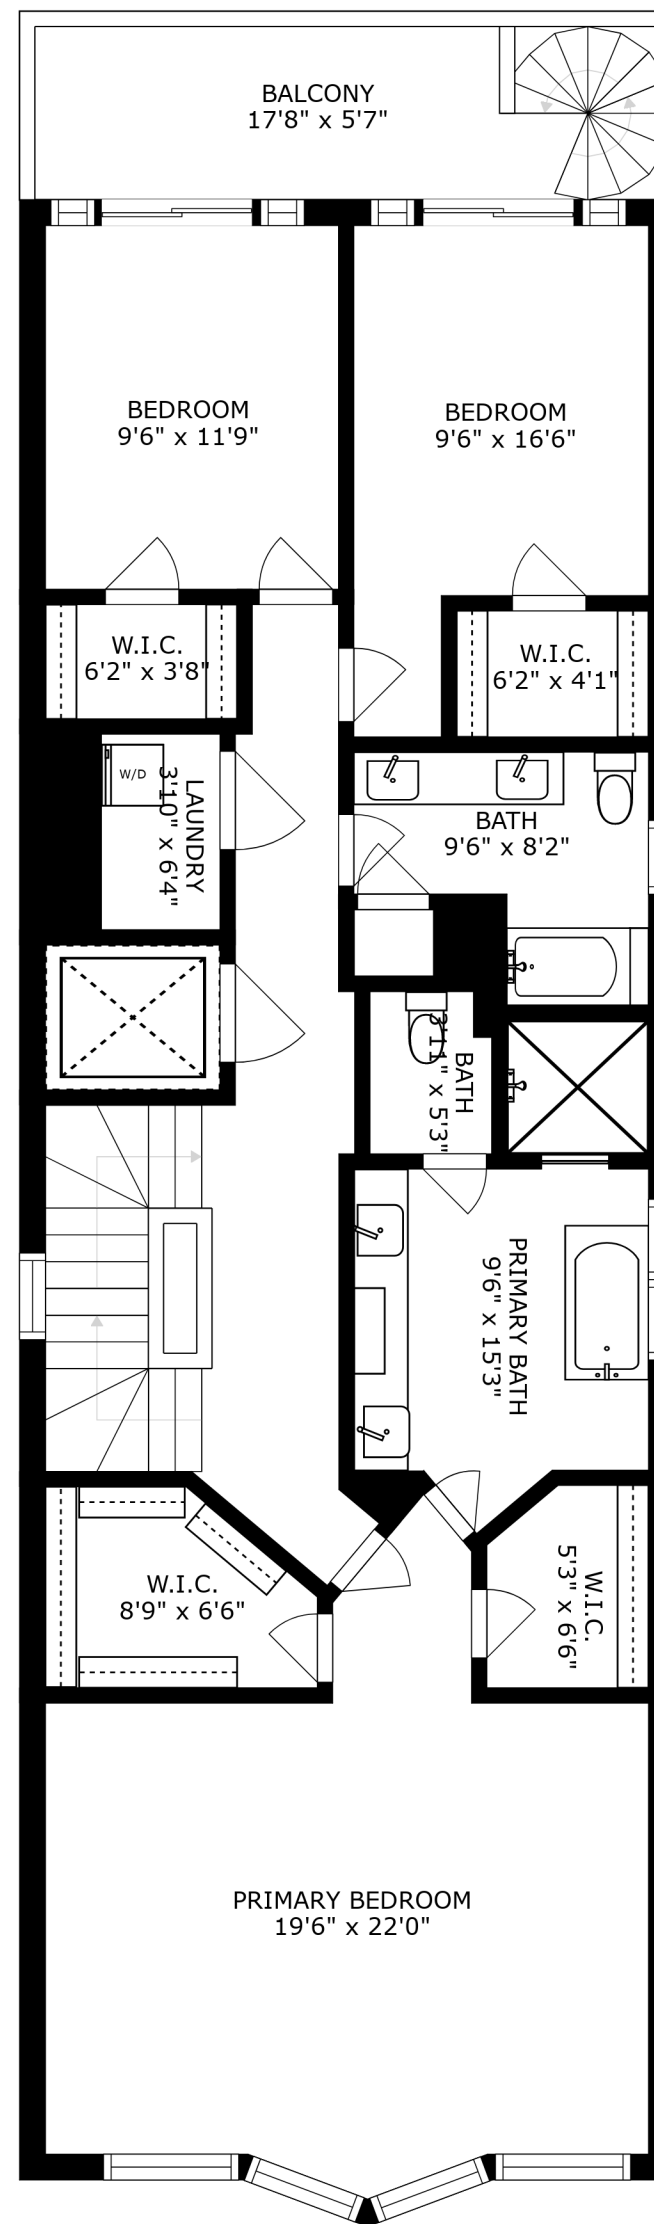 BALCONY
17'8" x 5'7"
BEDROOM
9'6" x 11'9"
BEDROOM
9'6" x 16'6"
W.I.C.
6'2" x 3'8"
W.I.C.
6'2" x 4'1"
W/D
LAUNDRY
3'10" x 6'4"
BATH
9'6" x 8'2"
BATH
3'11" x 5'3"
PRIMARY BATH
9'6" x 15'3"
W.I.C.
8'9" x 6'6"
W.I.C.
5'3" x 6'6"
PRIMARY BEDROOM
19'6" x 22'0"